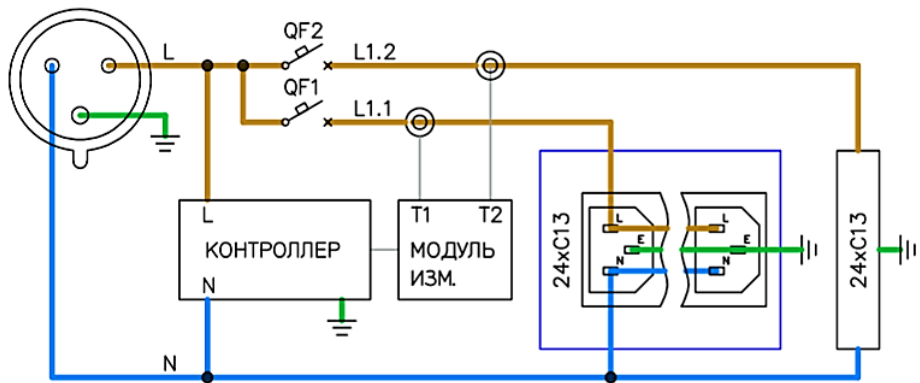 QF2
L
L1.2
QF1
L1.1
L
КОНТРОЛЛЕР
N
T1 T2
МОДУЛЬ
ИЗМ.
24xC13
L
E
N
L
E
N
24xC13
N